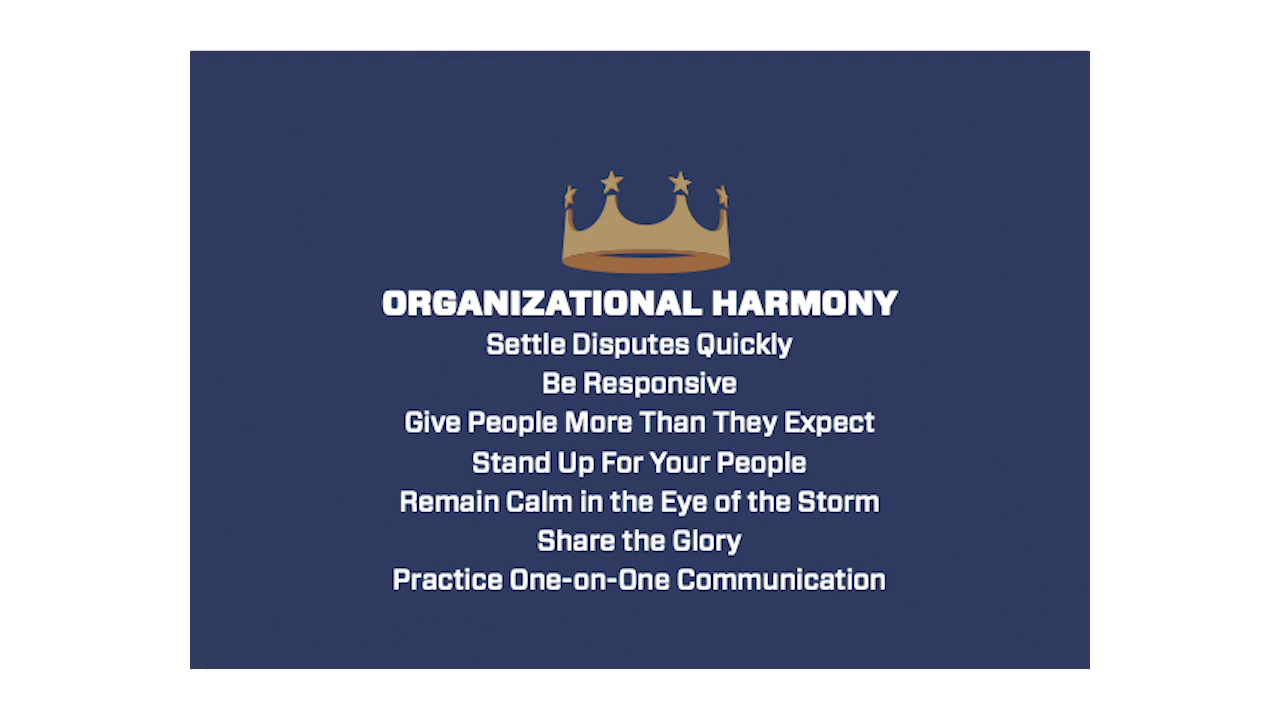 ORGANIZATIONAL HARMONY
Settle Disputes Quickly
Be Responsive
Give People More Than They Expect
Stand Up For Your People
Remain Calm in the Eye of the Storm
Share the Glory
Practice One-on-One Communication